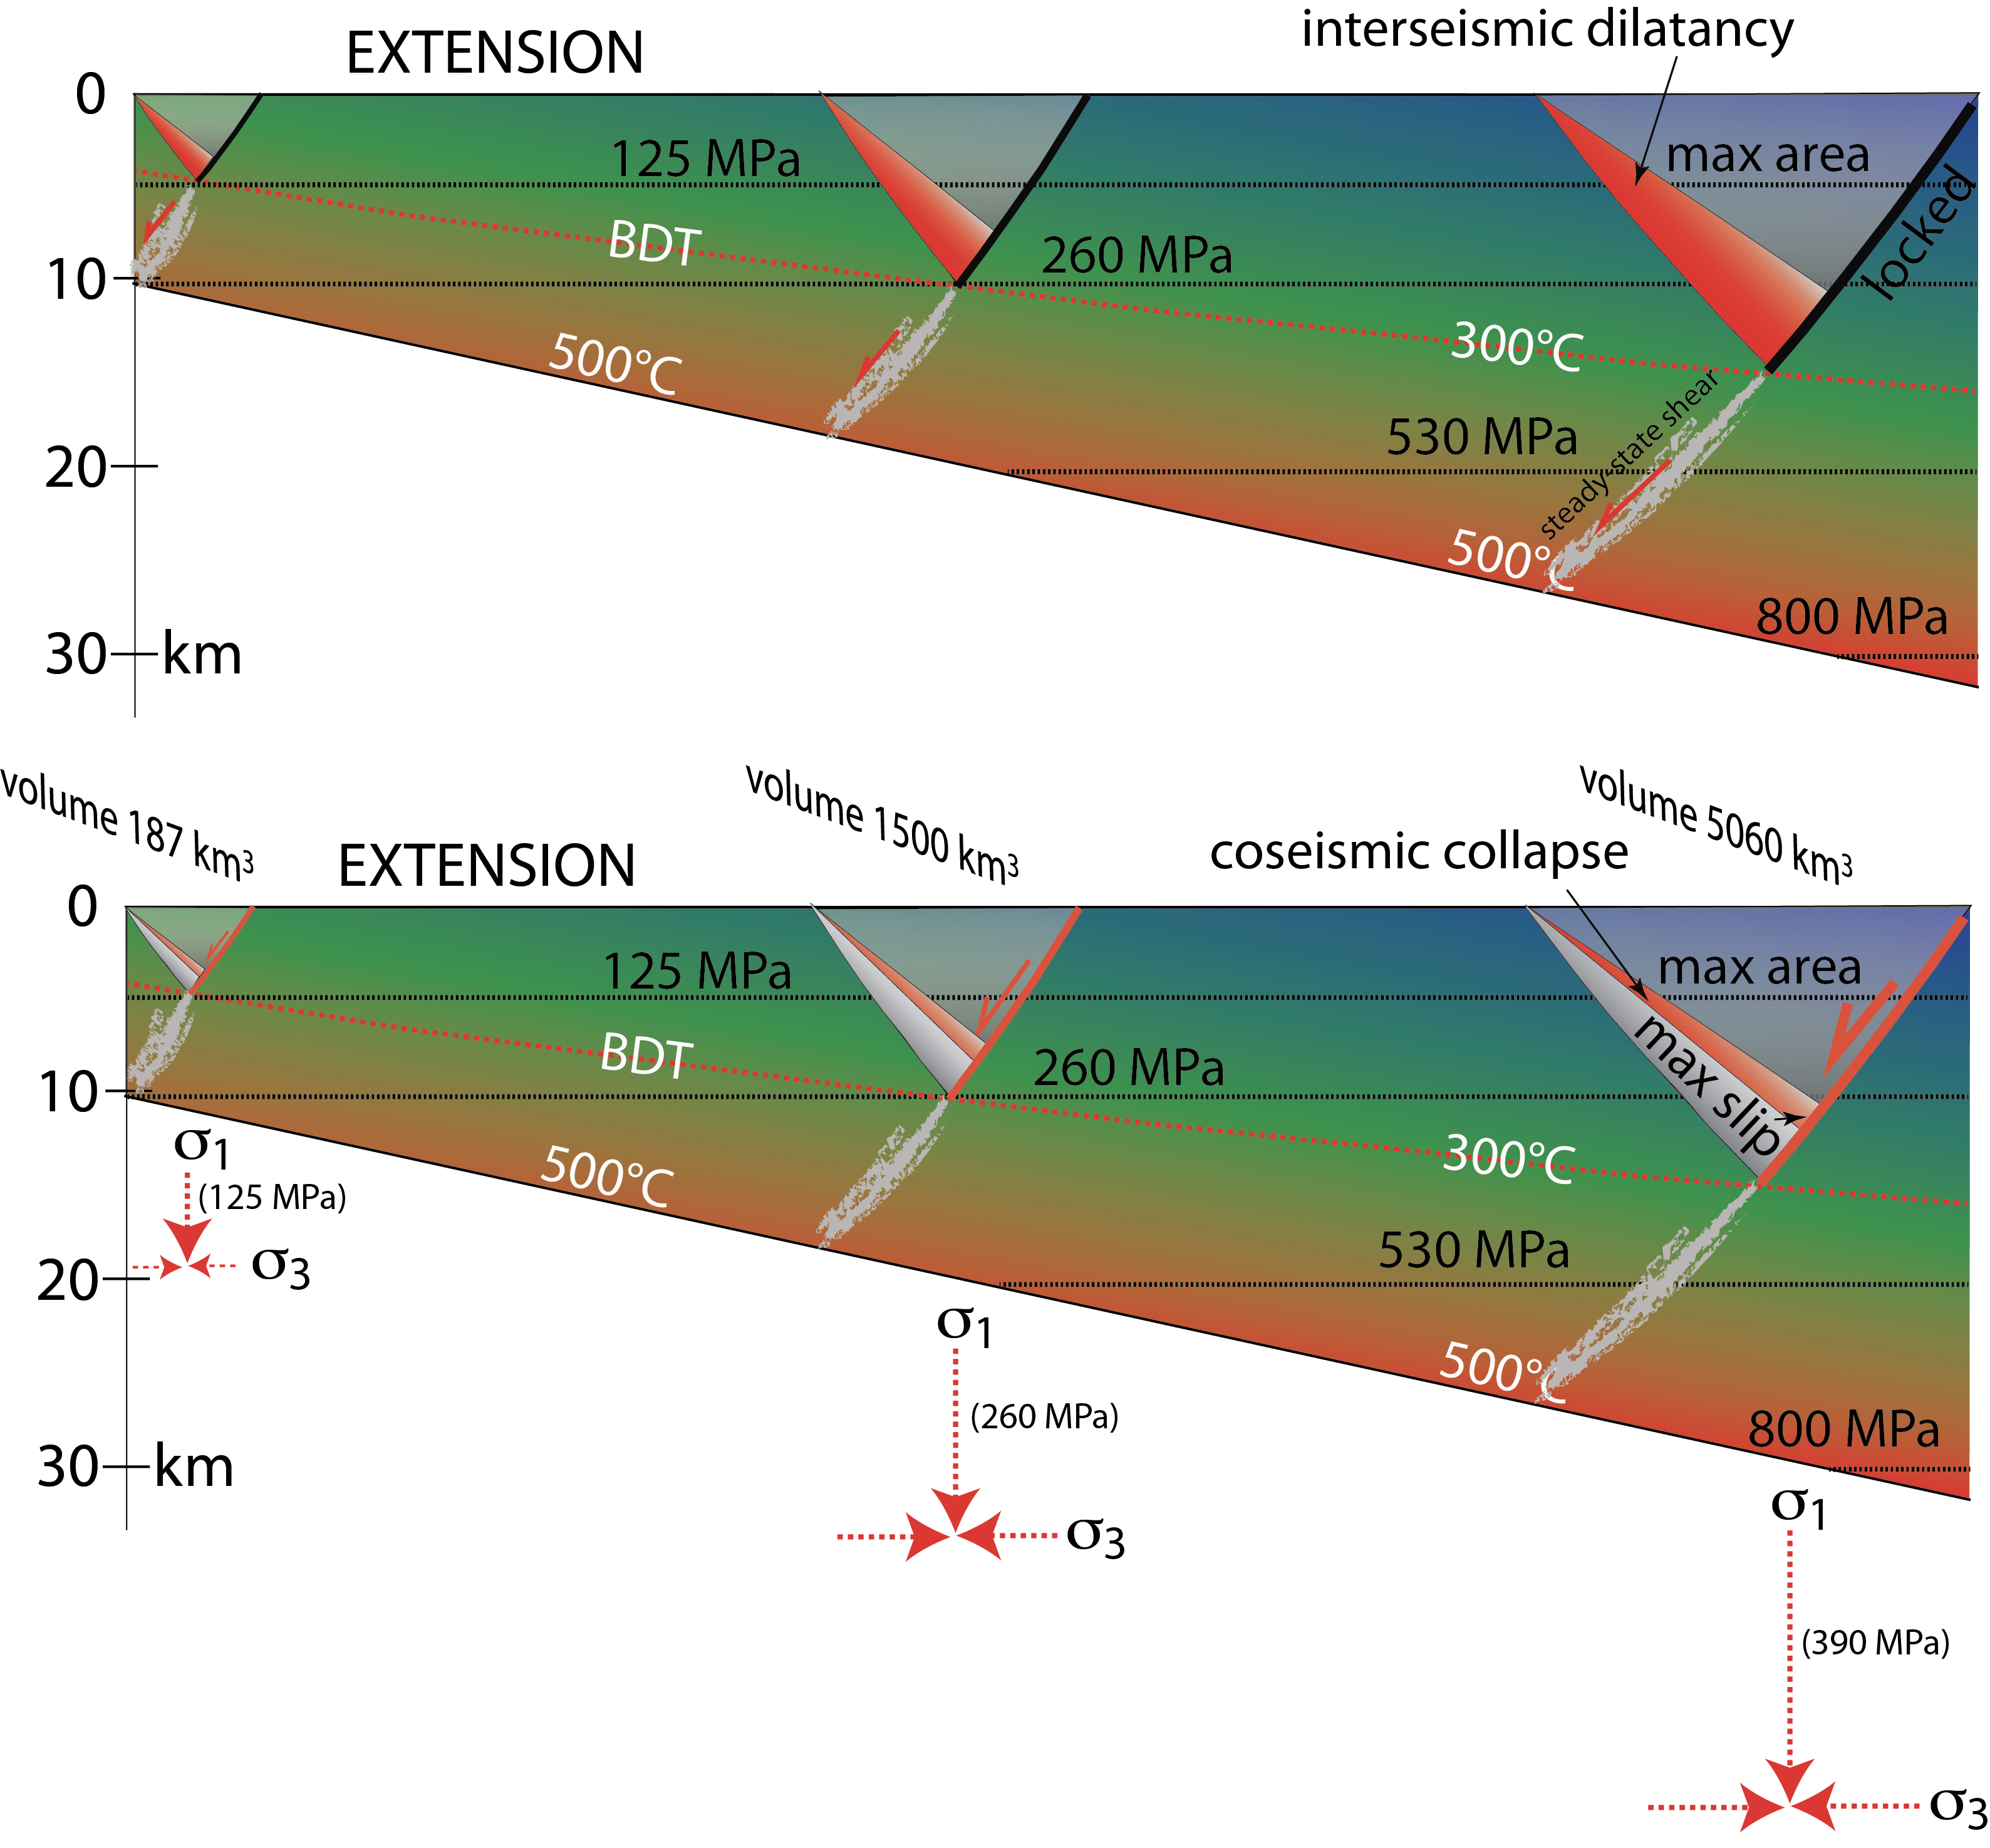 interseismic dilatancy
EXTENSION
0
125 MPa
max area
locked
BDT
260 MPa
10
300°C
500°C
530 MPa
steady-state shear
20
500°C
800 MPa
30 km
volume 187 km3
volume 1500 km3
volume 5060 km3
EXTENSION
coseismic collapse
0
125 MPa
max area
BDT
260 MPa
max slip
10
σ1
300°C
500°C
(125 MPa)
σ3
530 MPa
20
σ1
500°C
(260 MPa)
800 MPa
30 km
σ1
σ3
(390 MPa)
σ3